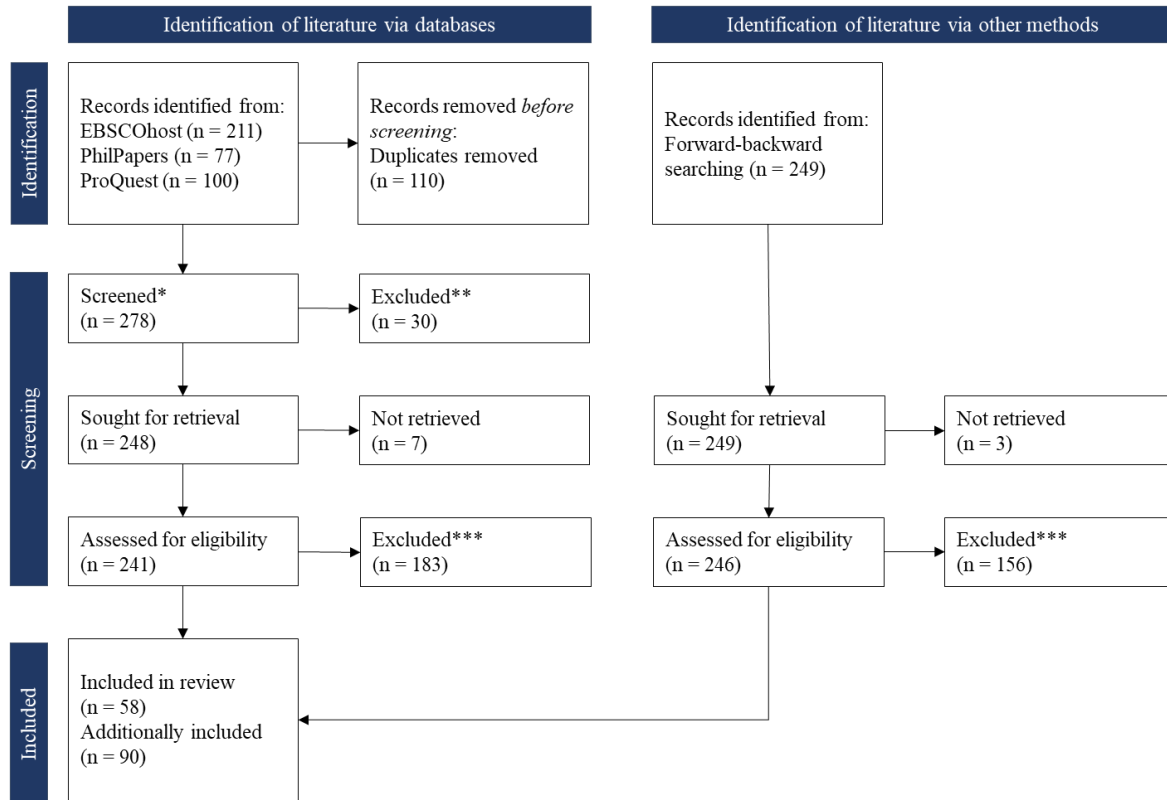 Identification of literature via databases
Identification of literature via other methods
Identification
Records identified from:
EBSCOhost (n = 211)
PhilPapers (n = 77)
ProQuest (n = 100)
Records removed before
screening:
Duplicates removed
(n = 110)
Records identified from:
Forward-backward
searching (n = 249)
Screening
Screened*
(n = 278)
Excluded**
(n = 30)
Sought for retrieval
(n = 248)
Not retrieved
(n = 7)
Sought for retrieval
(n = 249)
Not retrieved
(n = 3)
Assessed for eligibility
(n = 241)
Excluded***
(n = 183)
Assessed for eligibility
(n = 246)
Excluded***
(n = 156)
Included
Included in review
(n = 58)
Additionally included
(n = 90)